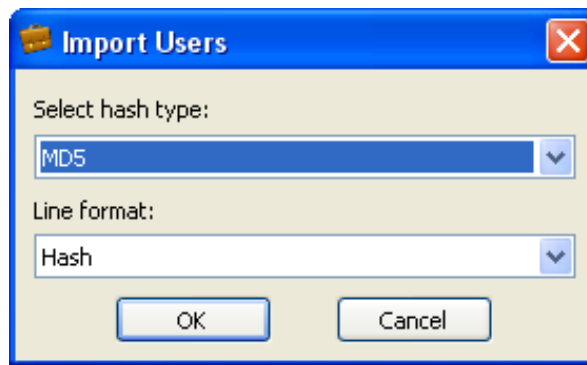 Import Users
Select hash type:
MD5
Line format:
Hash
OK Cancel